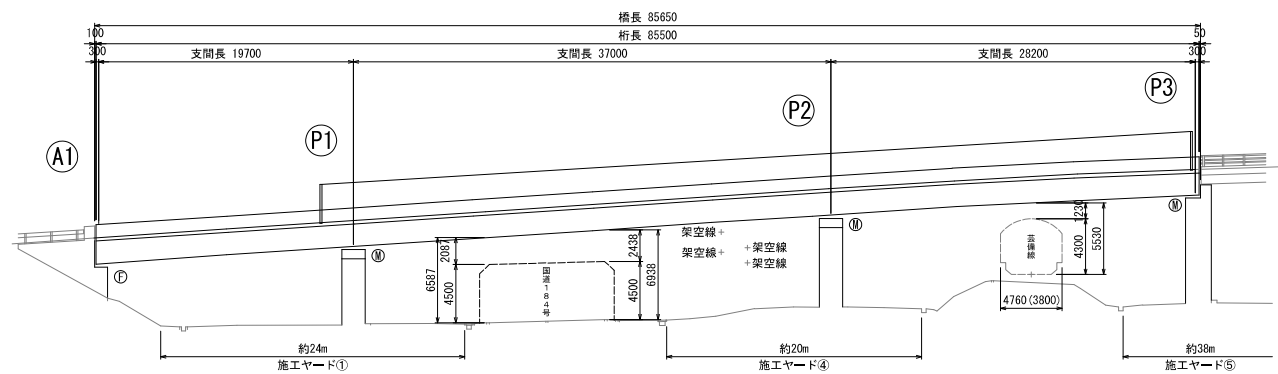 橋長 85650
100
桁長 85500
50
300
支間長 19700
支間長 37000
支間長 28200
300
A1
P1
P2
P3
F
M
M
M
6587
2087
4500
国道184号
2438
4500
6938
架空線
架空線
架空線
架空線
芸備線
1230
4300
5530
4760(3800)
約24m
施工ヤード①
約20m
施工ヤード④
約38m
施工ヤード⑤